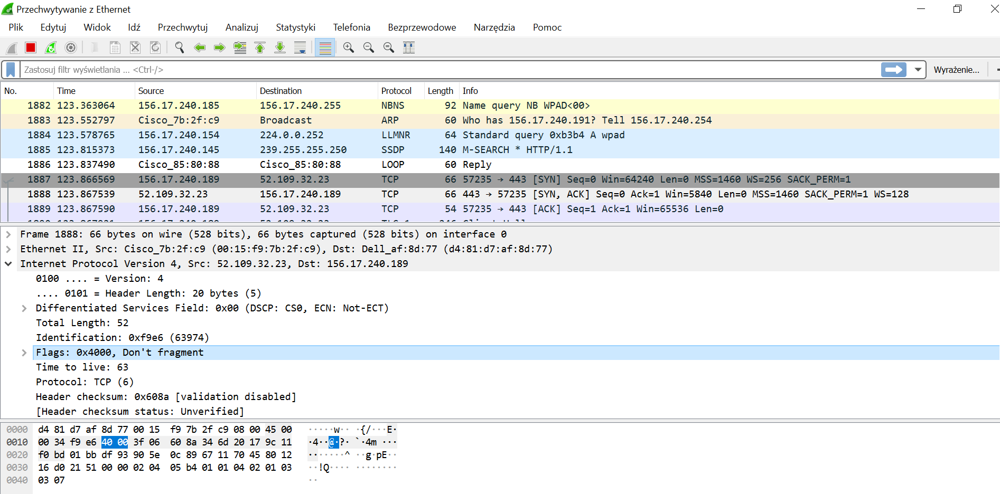 Przechwytywanie z Ethernet
Plik Edytuj Widok Idź Przechwytuj Analizuj Statystyki Telefonia Bezprzewodowe Narzędzia Pomoc
Zastosuj filtr wyświetlania ... <Ctrl-/> Wyrażenie...
No. Time Source Destination Protocol Length Info
1882 123.363064 156.17.240.185 156.17.240.255 NBNS 92 Name query NB WPAD<00>
1883 123.552797 Cisco_7b:2f:c9 Broadcast ARP 60 Who has 156.17.240.191? Tell 156.17.240.254
1884 123.578765 156.17.240.154 224.0.0.252 LLMNR 64 Standard query 0xb3b4 A wpad
1885 123.815373 156.17.240.145 239.255.255.250 SSDP 140 M-SEARCH * HTTP/1.1
1886 123.837490 Cisco_85:80:88 Cisco_85:80:88 LOOP 60 Reply
1887 123.866569 156.17.240.189 52.109.32.23 TCP 66 57235 → 443 [SYN] Seq=0 Win=64240 Len=0 MSS=1460 WS=256 SACK_PERM=1
1888 123.867539 52.109.32.23 156.17.240.189 TCP 66 443 → 57235 [SYN, ACK] Seq=0 Ack=1 Win=5840 Len=0 MSS=1460 SACK_PERM=1 WS=128
1889 123.867590 156.17.240.189 52.109.32.23 TCP 54 57235 → 443 [ACK] Seq=1 Ack=1 Win=65536 Len=0
Frame 1888: 66 bytes on wire (528 bits), 66 bytes captured (528 bits) on interface 0
Ethernet II, Src: Cisco_7b:2f:c9 (00:15:f9:7b:2f:c9), Dst: Dell_af:8d:77 (d4:81:d7:af:8d:77)
Internet Protocol Version 4, Src: 52.109.32.23, Dst: 156.17.240.189
0100 .... = Version: 4
.... 0101 = Header Length: 20 bytes (5)
Differentiated Services Field: 0x00 (DSCP: CS0, ECN: Not-ECT)
Total Length: 52
Identification: 0xf9e6 (63974)
Flags: 0x4000, Don't fragment
Time to live: 63
Protocol: TCP (6)
Header checksum: 0x608a [validation disabled]
[Header checksum status: Unverified]
0000 d4 81 d7 af 8d 77 00 15 f9 7b 2f c9 08 00 45 00 ·····w·· ·{/···E·
0010 00 34 f9 e6 40 00 3f 06 60 8a 34 6d 20 17 9c 11 ·4··@·?· `·4m ···
0020 f0 bd 01 bb df 93 90 5e 0c 89 67 11 70 45 80 12 ·······^ ··g·pE··
0030 16 d0 21 51 00 00 02 04 05 b4 01 01 04 02 01 03 ··!Q···· ········
0040 03 07 ··